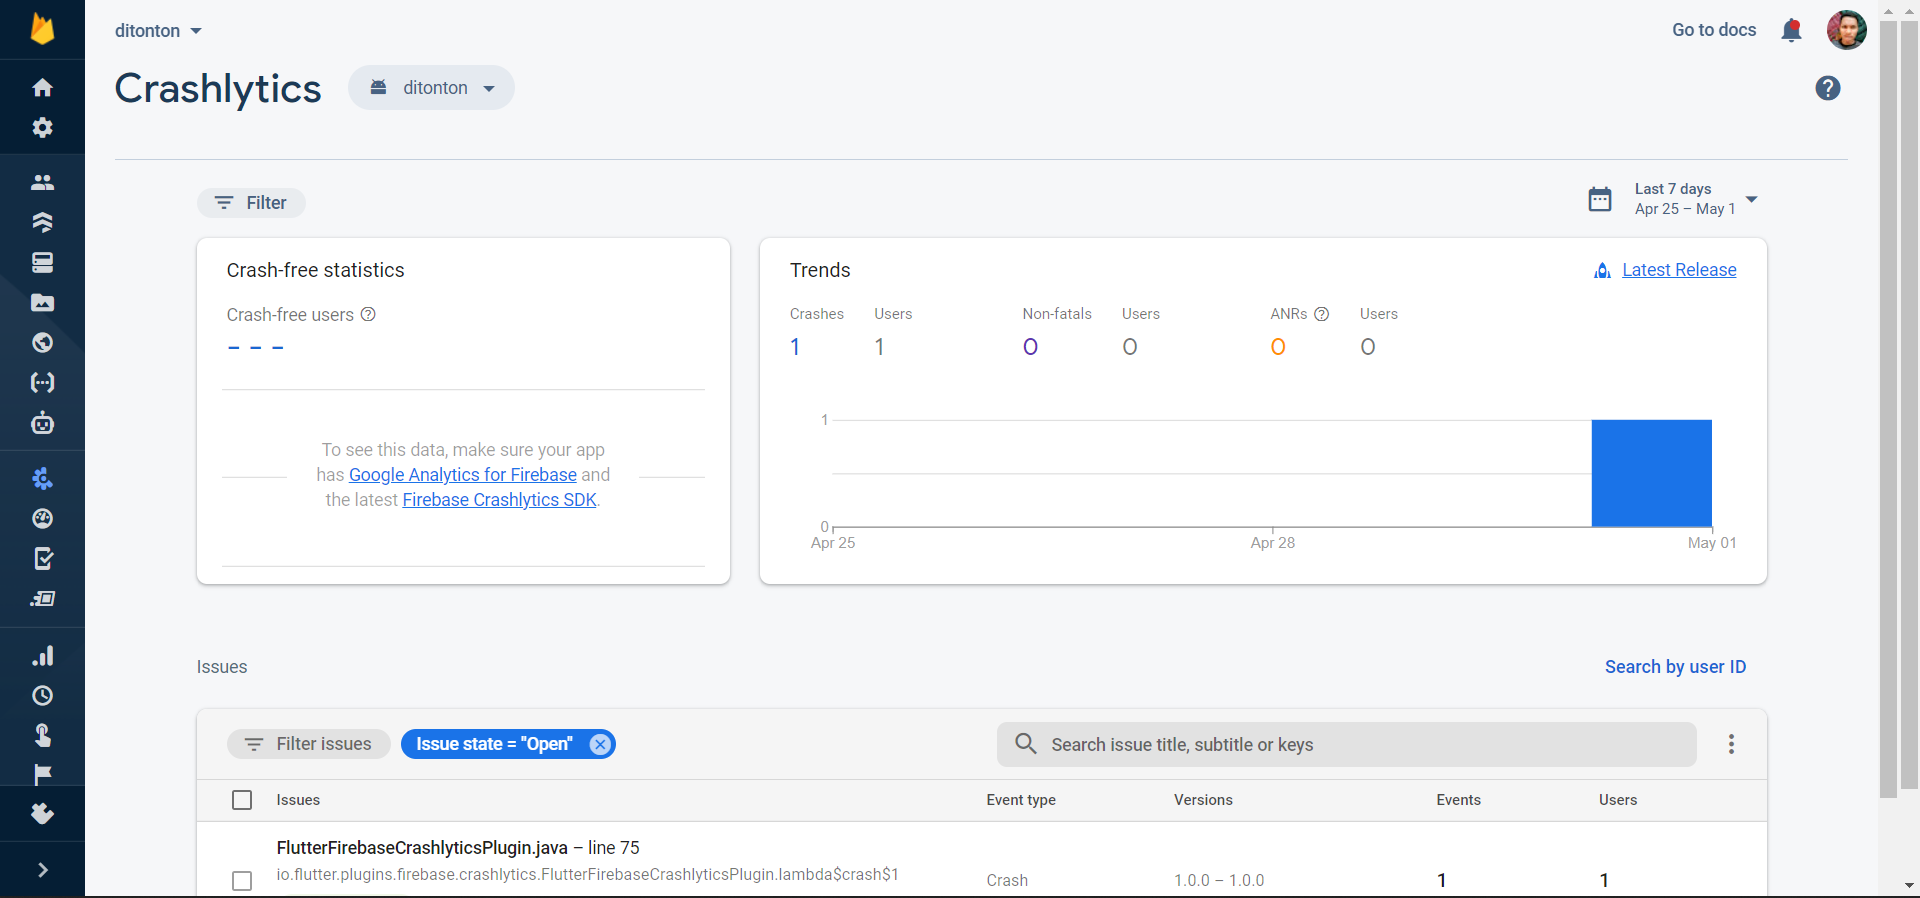 ditonton
Go to docs
Crashlytics
ditonton
Filter
Last 7 days
Apr 25 – May 1
Crash-free statistics
Crash-free users
– – –
To see this data, make sure your app
has Google Analytics for Firebase and
the latest Firebase Crashlytics SDK.
Trends
Latest Release
Crashes Users Non-fatals Users ANRs Users
1 1 0 0 0 0
1
0
Apr 25 Apr 28 May 01
Issues
Search by user ID
Filter issues
Issue state = "Open"
Search issue title, subtitle or keys
Issues Event type Versions Events Users
FlutterFirebaseCrashlyticsPlugin.java – line 75
io.flutter.plugins.firebase.crashlytics.FlutterFirebaseCrashlyticsPlugin.lambda$crash$1
Crash 1.0.0 – 1.0.0 1 1